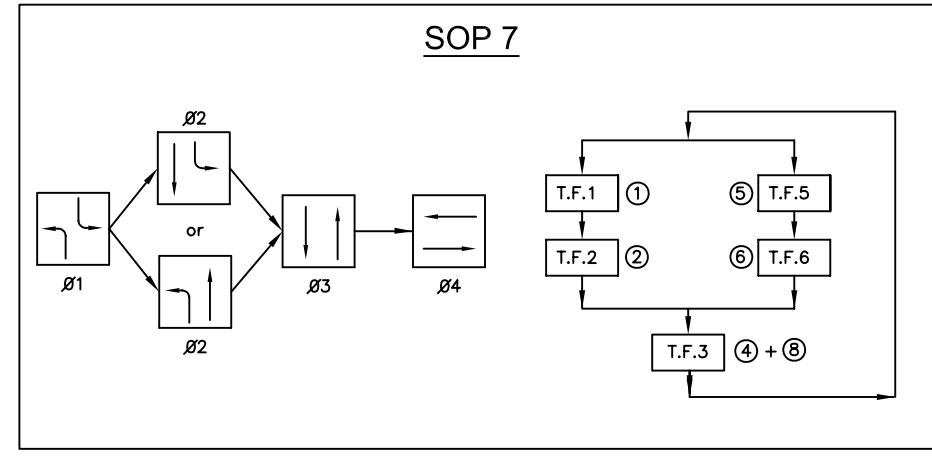 SOP 7
Ø2
or
Ø1
Ø2
Ø3
Ø4
T.F.1 ① ⑤ T.F.5
T.F.2 ② ⑥ T.F.6
T.F.3 ④ + ⑧